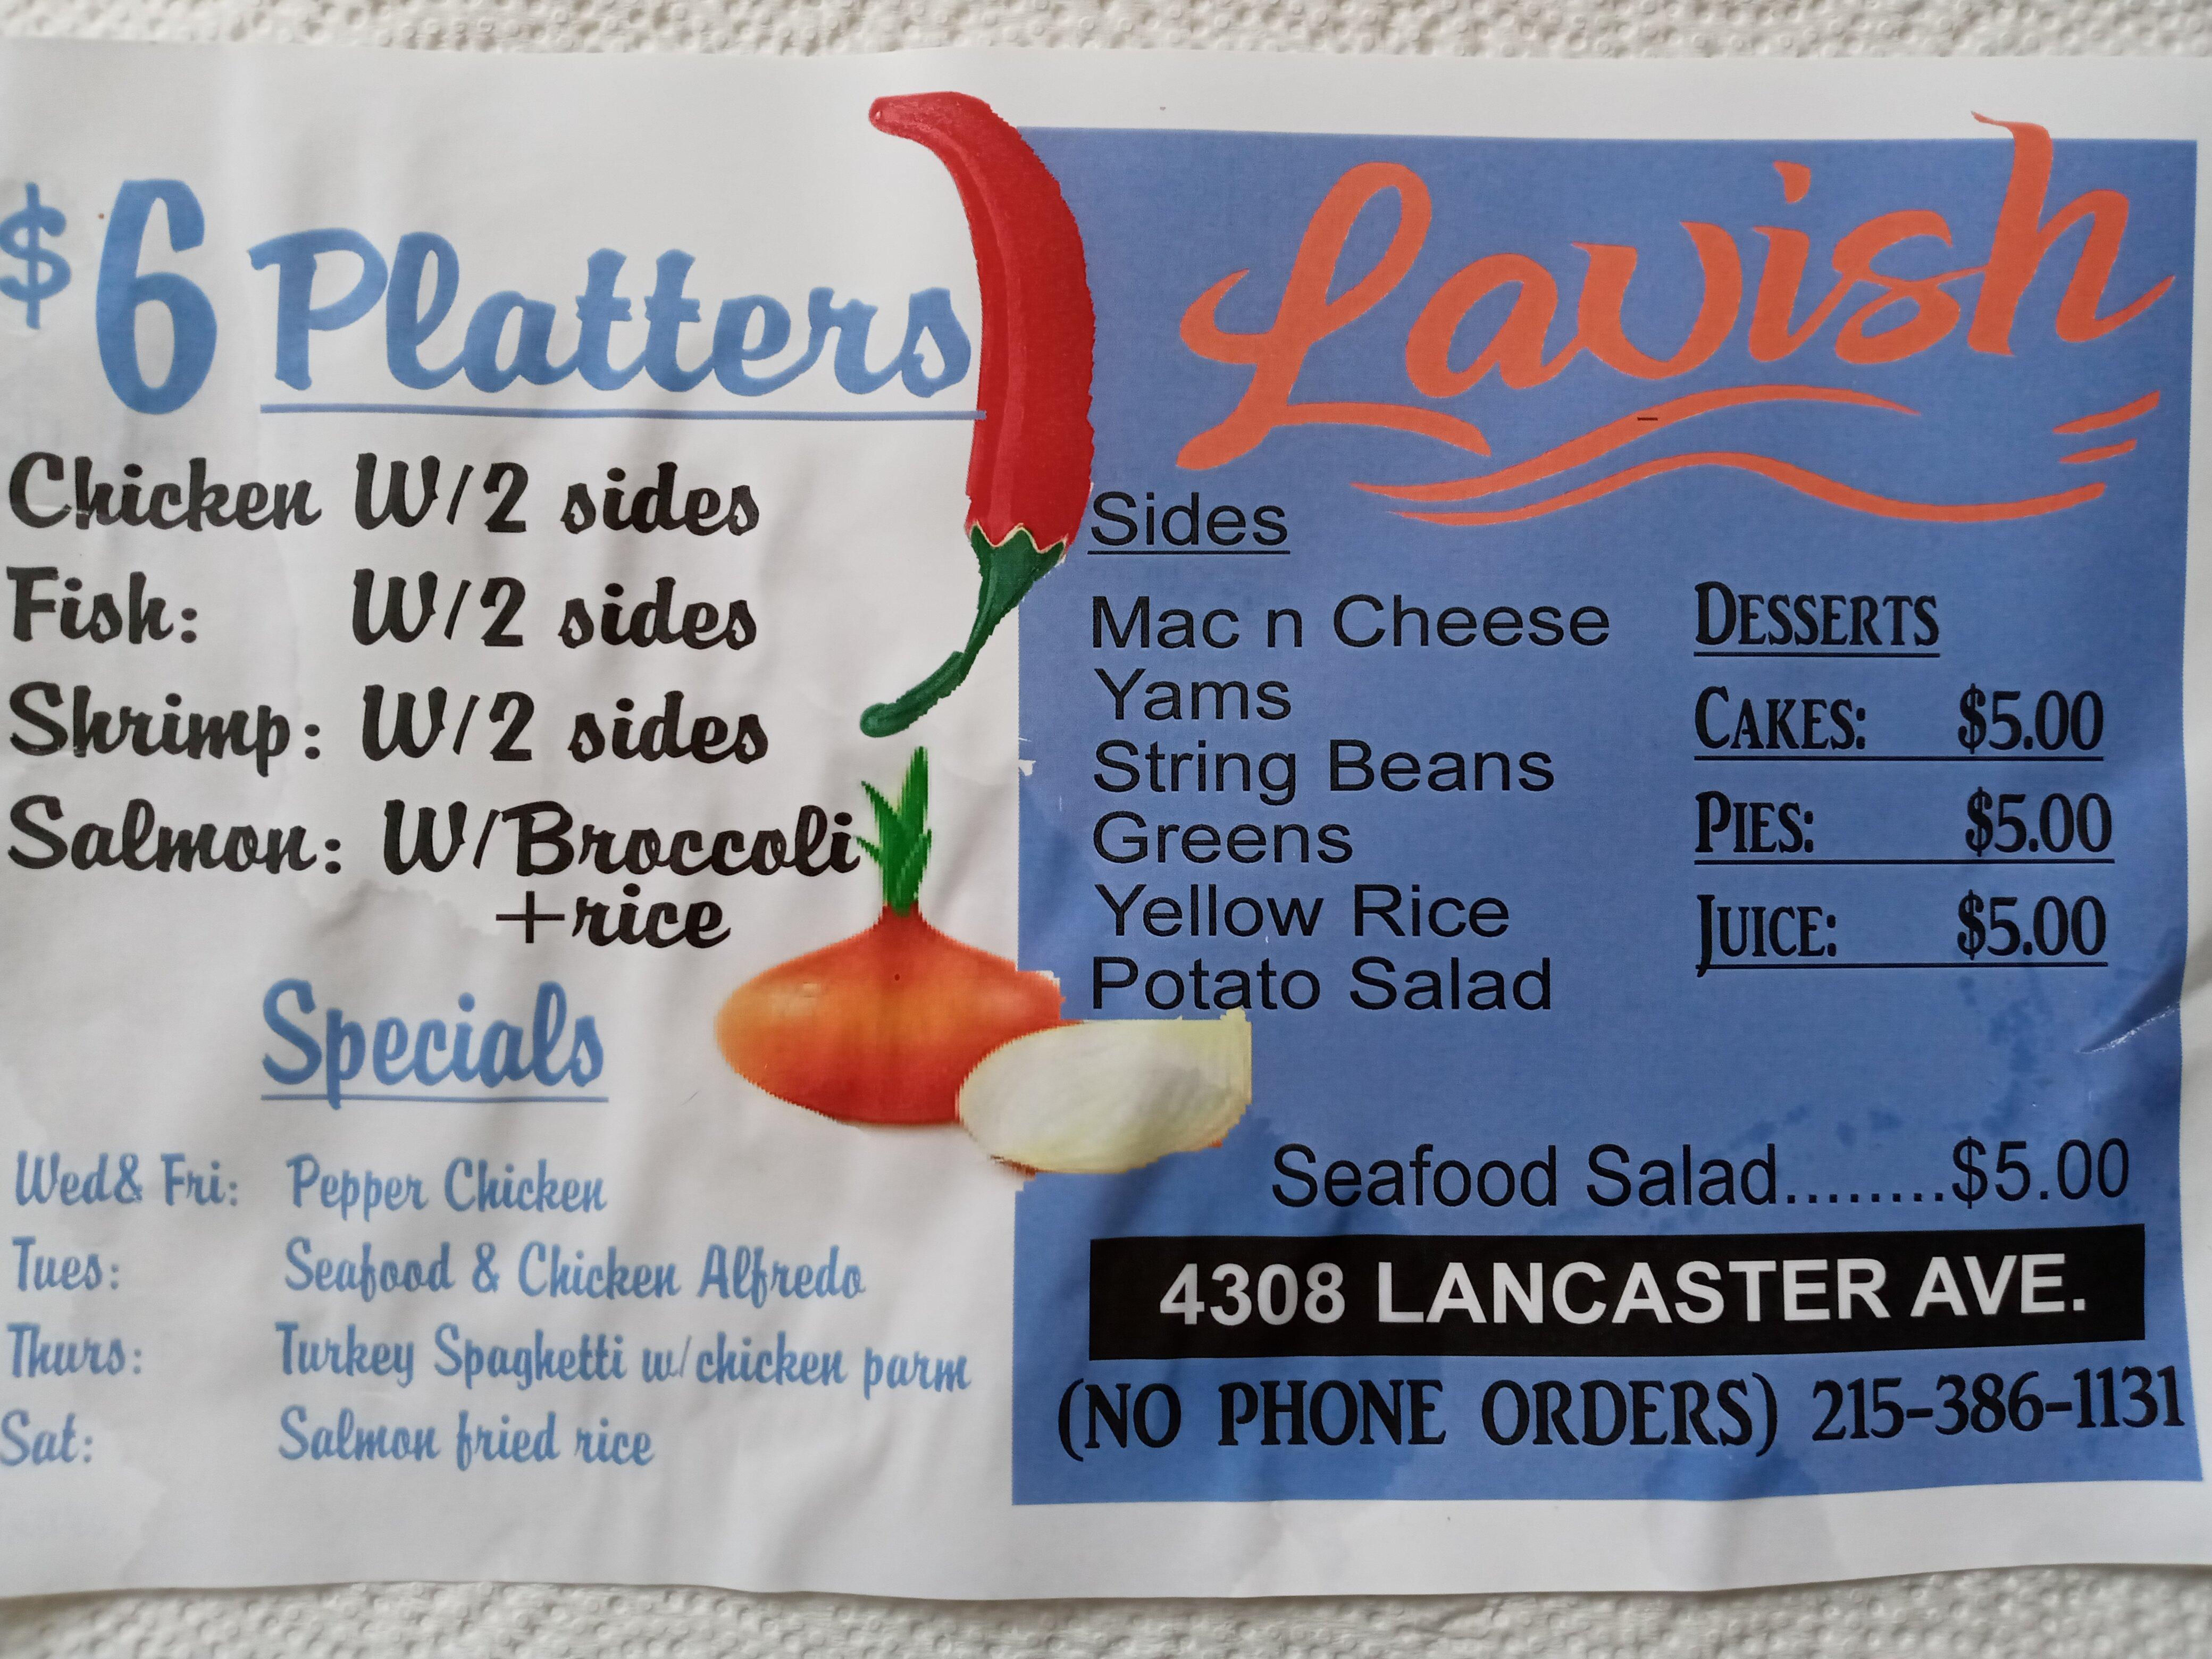 $6 Platters
Chicken W/2 sides
Fish: W/2 sides
Shrimp: W/2 sides
Salmon: W/Broccoli
+rice
Specials
Wed& Fri: Pepper Chicken
Tues: Seafood & Chicken Alfredo
Thurs: Turkey Spaghetti w/chicken parm
Sat: Salmon fried rice
Lavish
Sides
Mac n Cheese
Yams
String Beans
Greens
Yellow Rice
Potato Salad
DESSERTS
CAKES: $5.00
PIES: $5.00
JUICE: $5.00
Seafood Salad........$5.00
4308 LANCASTER AVE.
(NO PHONE ORDERS) 215-386-1131